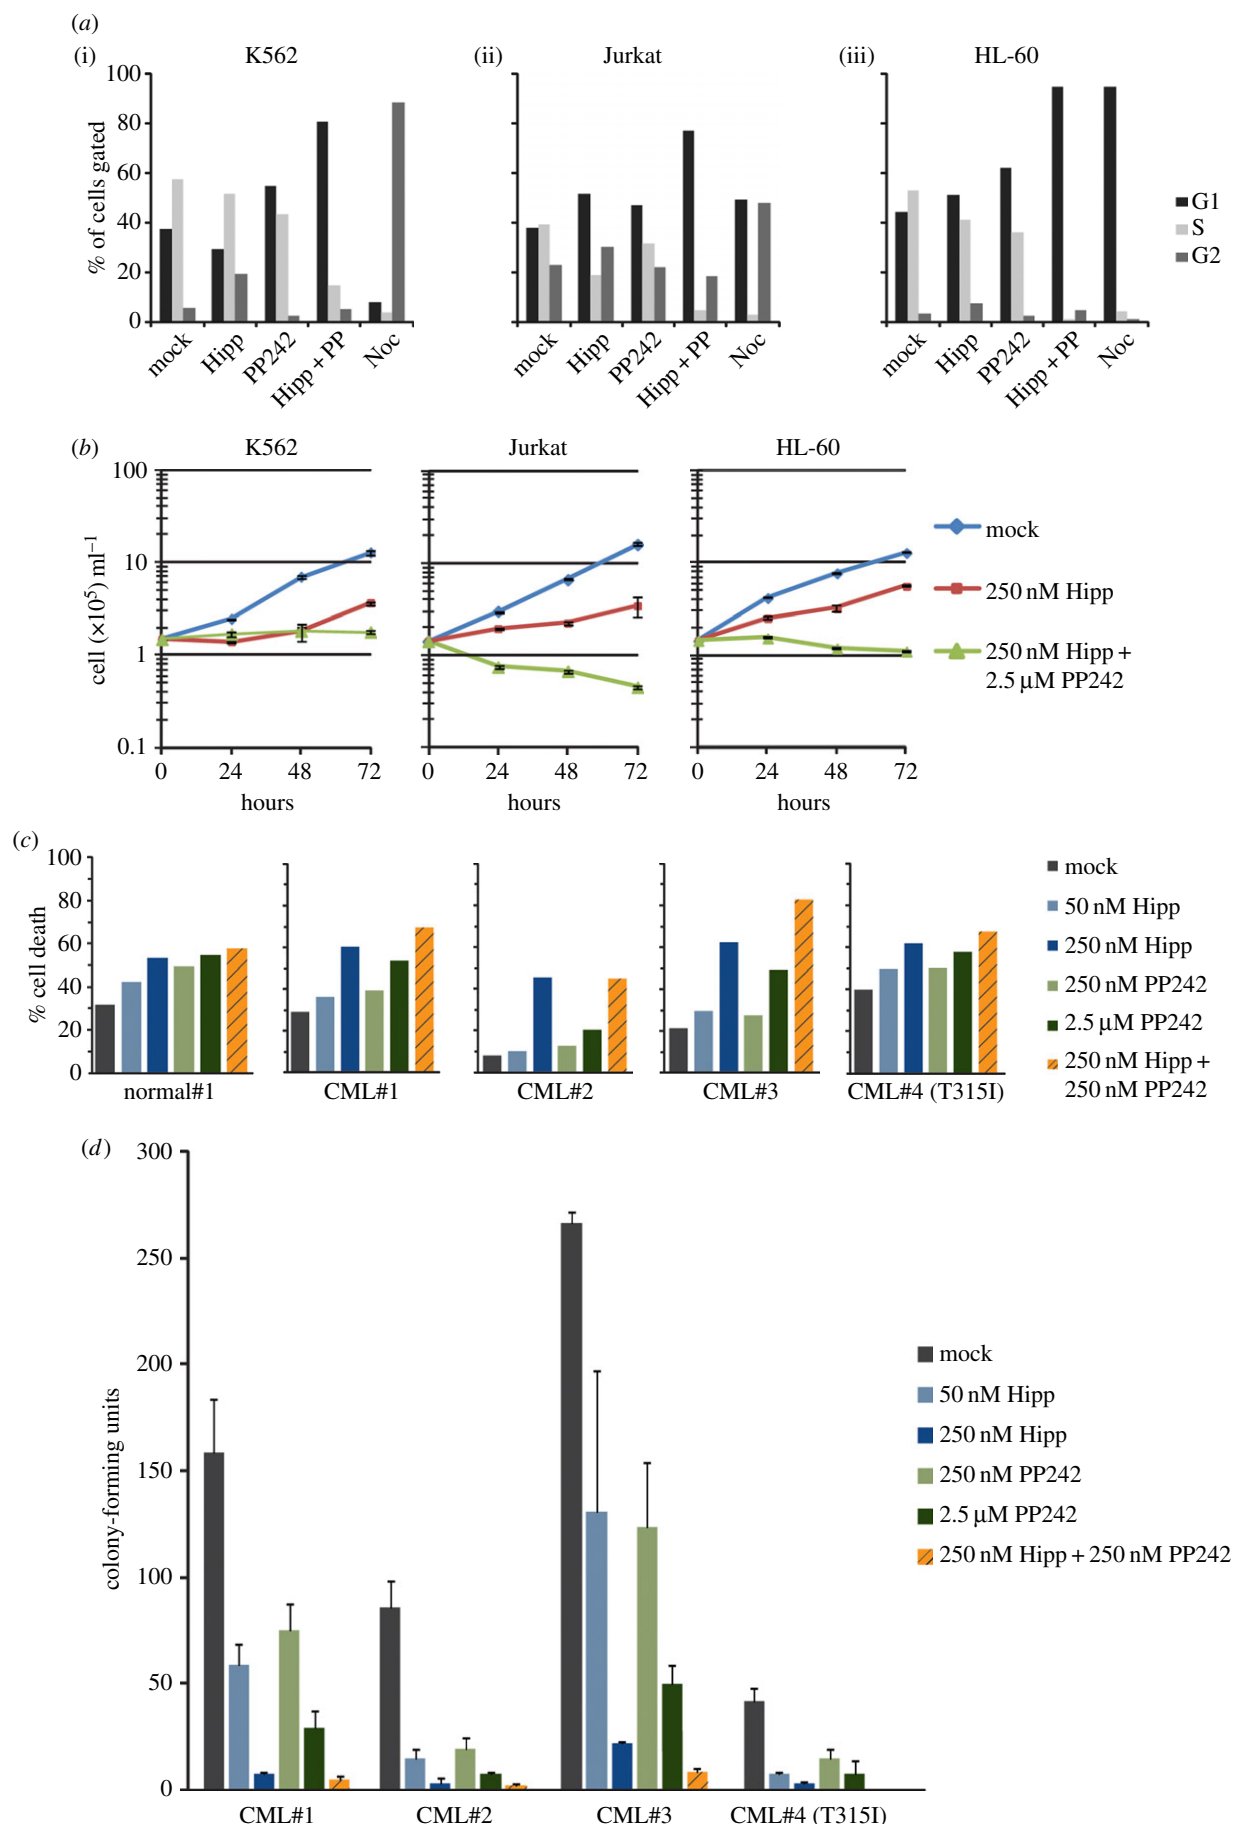 (a)
(i) K562 (ii) Jurkat (iii) HL-60
100
80
60
40
20
0
% of cells gated
mock Hipp PP242 Hipp + PP Noc
mock Hipp PP242 Hipp + PP Noc
mock Hipp PP242 Hipp + PP Noc
G1
S
G2
(b)
K562 Jurkat HL-60
100
10
1
0.1
cell (×10⁵) ml⁻¹
0 24 48 72 0 24 48 72 0 24 48 72
hours hours hours
mock
250 nM Hipp
250 nM Hipp +
2.5 µM PP242
(c)
100
80
60
40
20
0
% cell death
normal#1 CML#1 CML#2 CML#3 CML#4 (T315I)
mock
50 nM Hipp
250 nM Hipp
250 nM PP242
2.5 µM PP242
250 nM Hipp +
250 nM PP242
(d)
300
250
200
150
100
50
0
colony-forming units
CML#1 CML#2 CML#3 CML#4 (T315I)
mock
50 nM Hipp
250 nM Hipp
250 nM PP242
2.5 µM PP242
250 nM Hipp + 250 nM PP242